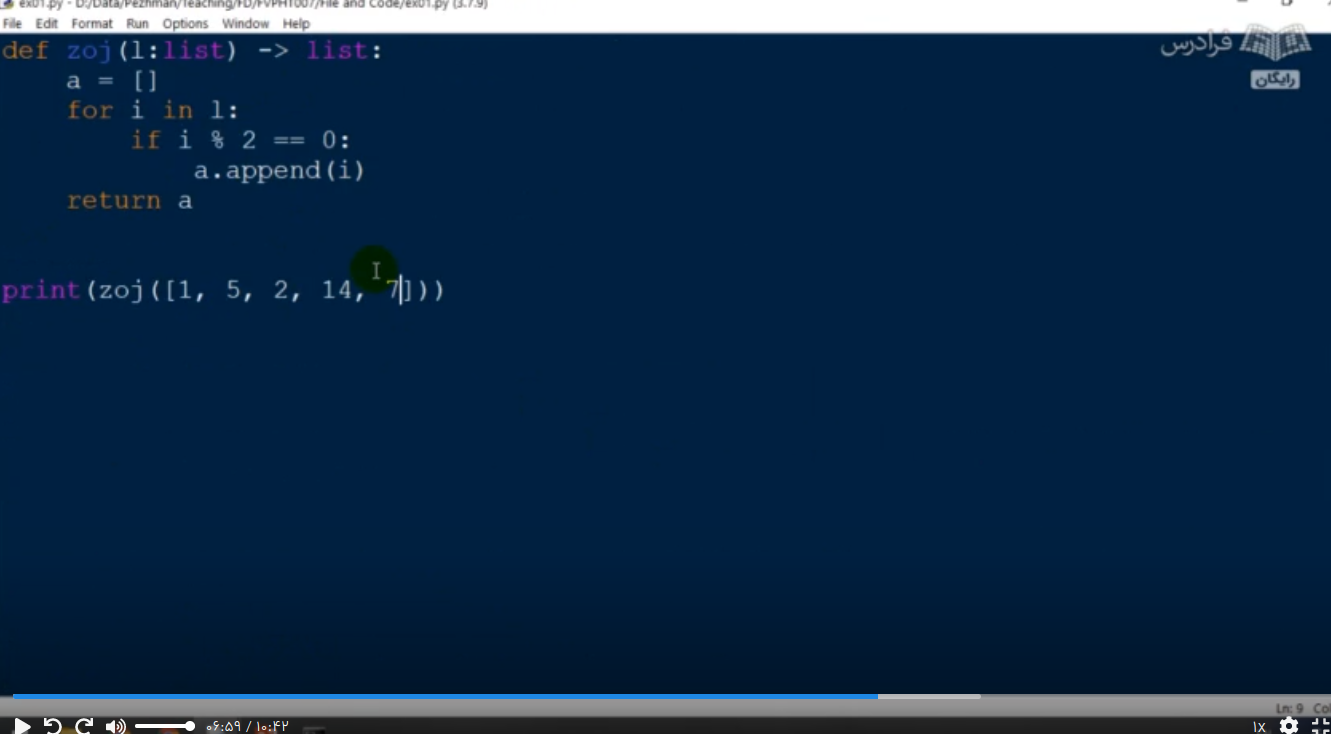 ex01.py - D:/Data/Pezhman/Teaching/FD/FVPHT007/File and Code/ex01.py (3.7.9)
File Edit Format Run Options Window Help
def zoj(l:list) -> list:
    a = []
    for i in l:
        if i % 2 == 0:
            a.append(i)
    return a
print(zoj([1, 5, 2, 14, 7]))
فرادرس
رایگان
Ln: 9 Col
۰۶:۵۹ / ۱۰:۴۲
۱X